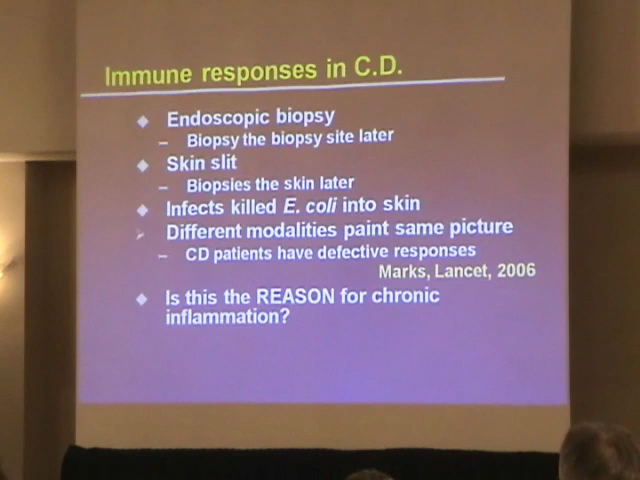 Immune responses in C.D.
Endoscopic biopsy
– Biopsy the biopsy site later
Skin slit
– Biopsies the skin later
Infects killed E. coli into skin
Different modalities paint same picture
– CD patients have defective responses
Marks, Lancet, 2006
Is this the REASON for chronic
inflammation?